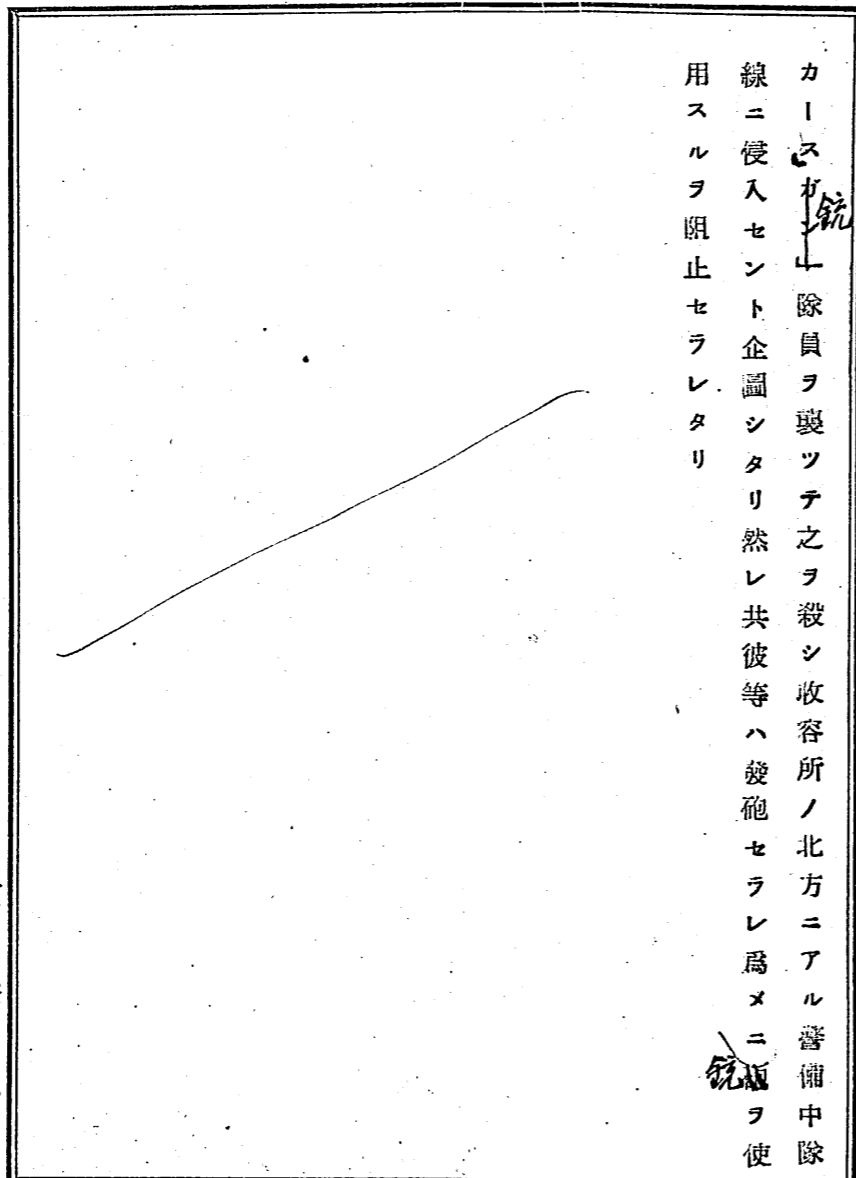 カースガン」銃隊員ヲ襲ツテ之ヲ殺シ收容所ノ北方ニアル警備中隊
線ニ侵入セント企圖シタリ然レ共彼等ハ發砲セラレ爲メニ銃ヲ使
用スルヲ阻止セラレタリ